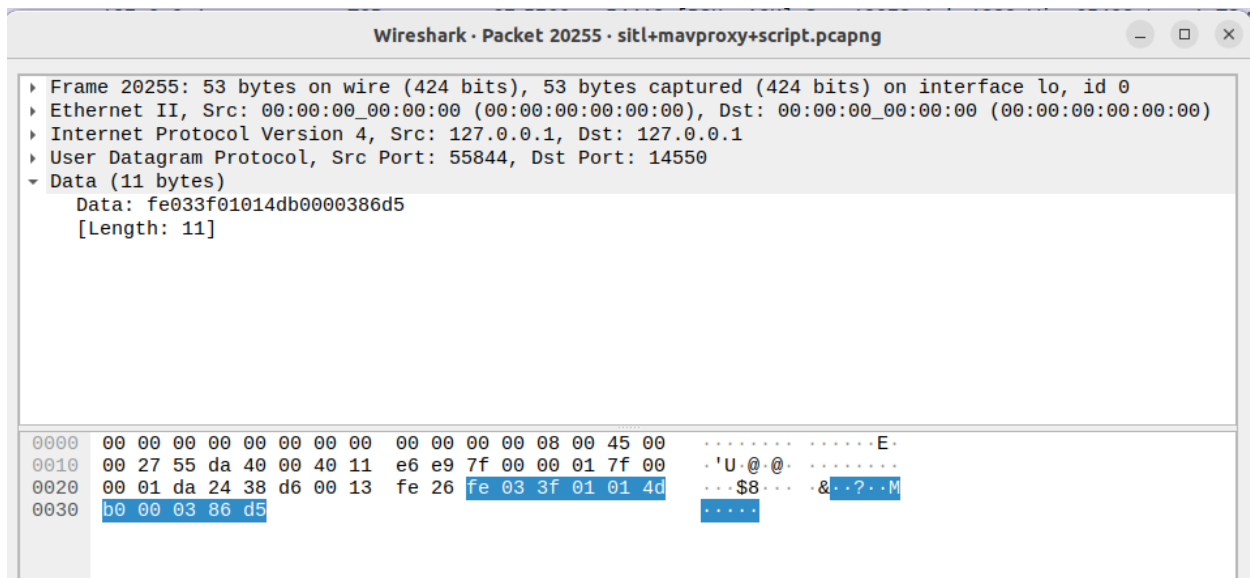 Wireshark · Packet 20255 · sitl+mavproxy+script.pcapng
Frame 20255: 53 bytes on wire (424 bits), 53 bytes captured (424 bits) on interface lo, id 0
Ethernet II, Src: 00:00:00_00:00:00 (00:00:00:00:00:00), Dst: 00:00:00_00:00:00 (00:00:00:00:00:00)
Internet Protocol Version 4, Src: 127.0.0.1, Dst: 127.0.0.1
User Datagram Protocol, Src Port: 55844, Dst Port: 14550
Data (11 bytes)
Data: fe033f01014db0000386d5
[Length: 11]
0000 00 00 00 00 00 00 00 00 00 00 00 00 08 00 45 00 ········ ······E·
0010 00 27 55 da 40 00 40 11 e6 e9 7f 00 00 01 7f 00 ·'U·@·@· ········
0020 00 01 da 24 38 d6 00 13 fe 26 fe 03 3f 01 01 4d ···$8··· ·&··?··M
0030 b0 00 03 86 d5 ·····